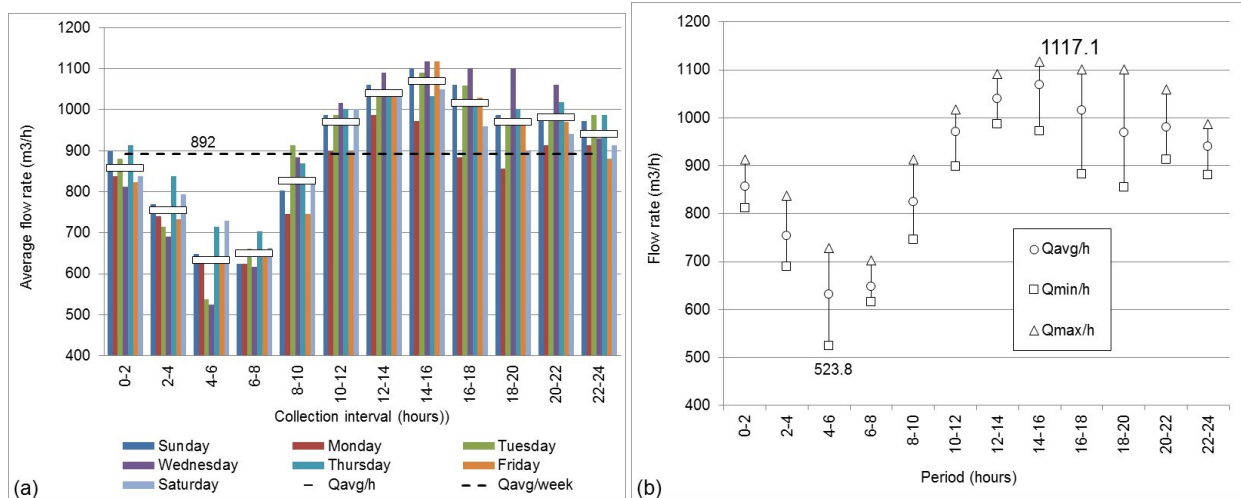 1200
1100
1000
900
800
700
600
500
400
Average flow rate (m3/h)
892
0-2
2-4
4-6
6-8
8-10
10-12
12-14
14-16
16-18
18-20
20-22
22-24
Collection interval (hours))
Sunday
Monday
Tuesday
Wednesday
Thursday
Friday
Saturday
Qavg/h
Qavg/week
(a)
1200
1100
1000
900
800
700
600
500
400
Flow rate (m3/h)
1117.1
523.8
Qavg/h
Qmin/h
Qmax/h
0-2
2-4
4-6
6-8
8-10
10-12
12-14
14-16
16-18
18-20
20-22
22-24
Period (hours)
(b)